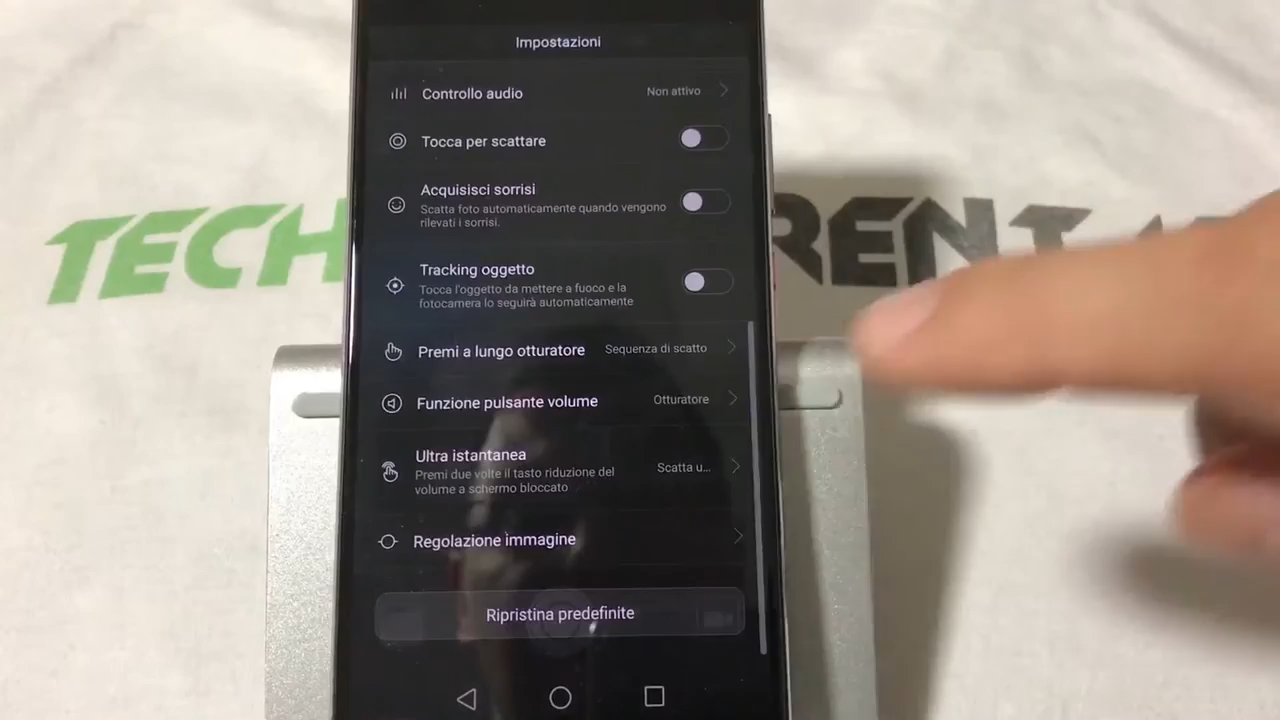 Impostazioni
Controllo audio Non attivo
Tocca per scattare
Acquisisci sorrisi
Scatta foto automaticamente quando vengono
rilevati i sorrisi.
Tracking oggetto
Tocca l'oggetto da mettere a fuoco e la
fotocamera lo seguirà automaticamente
Premi a lungo otturatore Sequenza di scatto
Funzione pulsante volume Otturatore
Ultra istantanea
Premi due volte il tasto riduzione del
volume a schermo bloccato
Scatta u...
Regolazione immagine
Ripristina predefinite
TECH
RENT